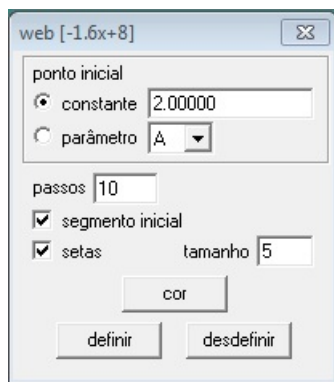 web [-1.6x+8]
ponto inicial
constante 2.00000
parâmetro A
passos 10
segmento inicial
setas tamanho 5
cor
definir desdefinir